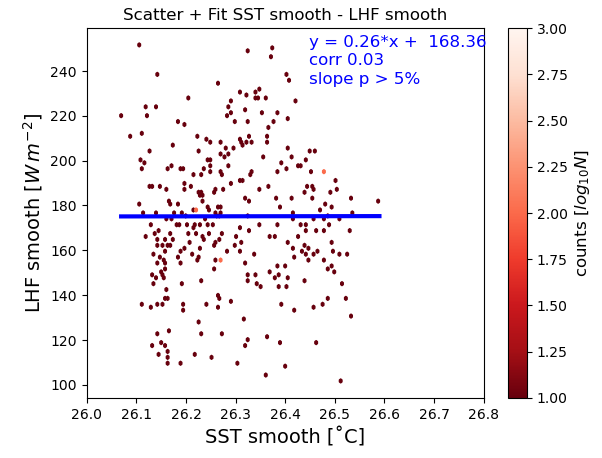 Scatter + Fit SST smooth - LHF smooth
y = 0.26*x +  168.36
corr 0.03
slope p > 5%
LHF smooth [W m⁻²]
240
220
200
180
160
140
120
100
26.0 26.1 26.2 26.3 26.4 26.5 26.6 26.7 26.8
SST smooth [˚C]
3.00
2.75
2.50
2.25
2.00
1.75
1.50
1.25
1.00
counts [log₁₀N]